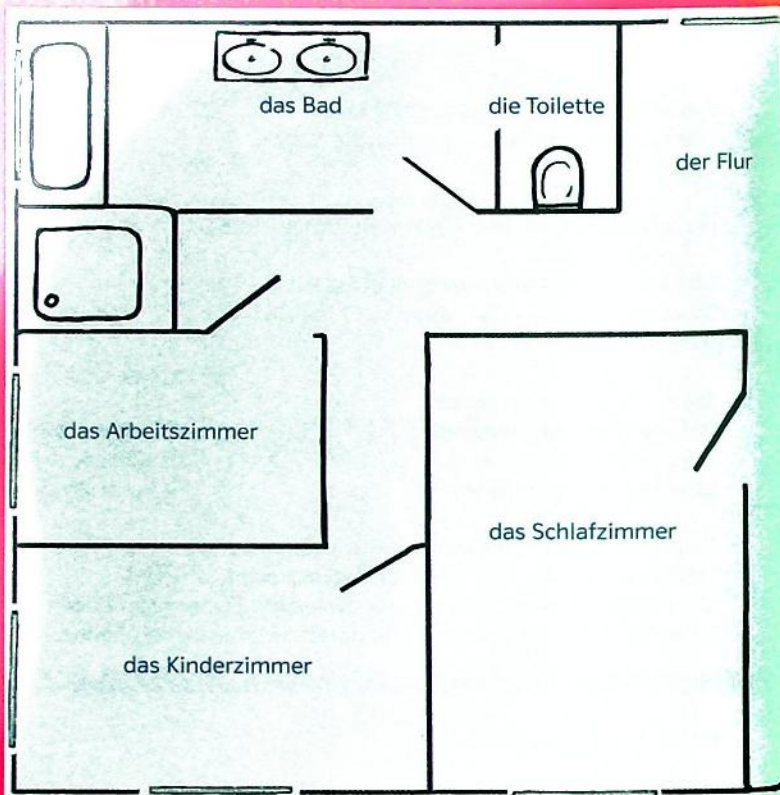 das Bad
die Toilette
der Flur
das Arbeitszimmer
das Schlafzimmer
das Kinderzimmer